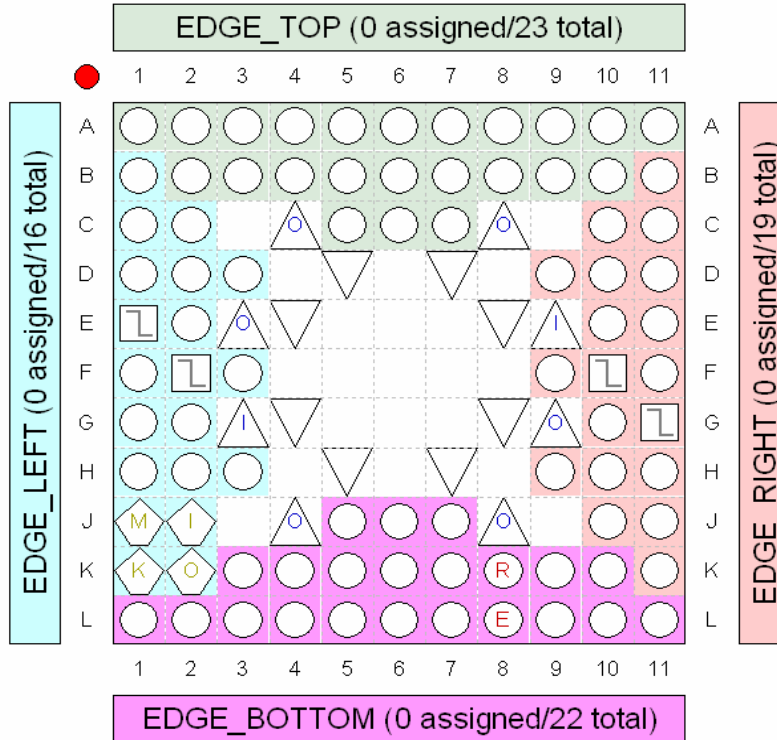 EDGE_TOP (0 assigned/23 total)
1 2 3 4 5 6 7 8 9 10 11
A A
B B
C O O C
D D
E O I E
F F
G I O G
H H
J M I O O J
K K O R K
L E L
1 2 3 4 5 6 7 8 9 10 11
EDGE_BOTTOM (0 assigned/22 total)
EDGE_LEFT (0 assigned/16 total)
EDGE_RIGHT (0 assigned/19 total)